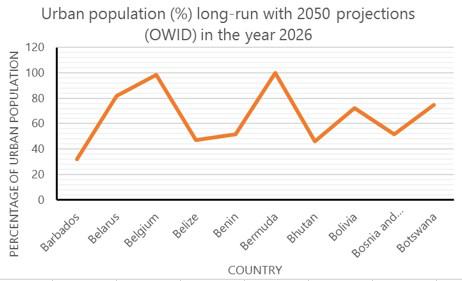 Urban population (%) long-run with 2050 projections
(OWID) in the year 2026
PERCENTAGE OF URBAN POPULATION
120
100
80
60
40
20
0
Barbados
Belarus
Belgium
Belize
Benin
Bermuda
Bhutan
Bolivia
Bosnia and...
Botswana
COUNTRY